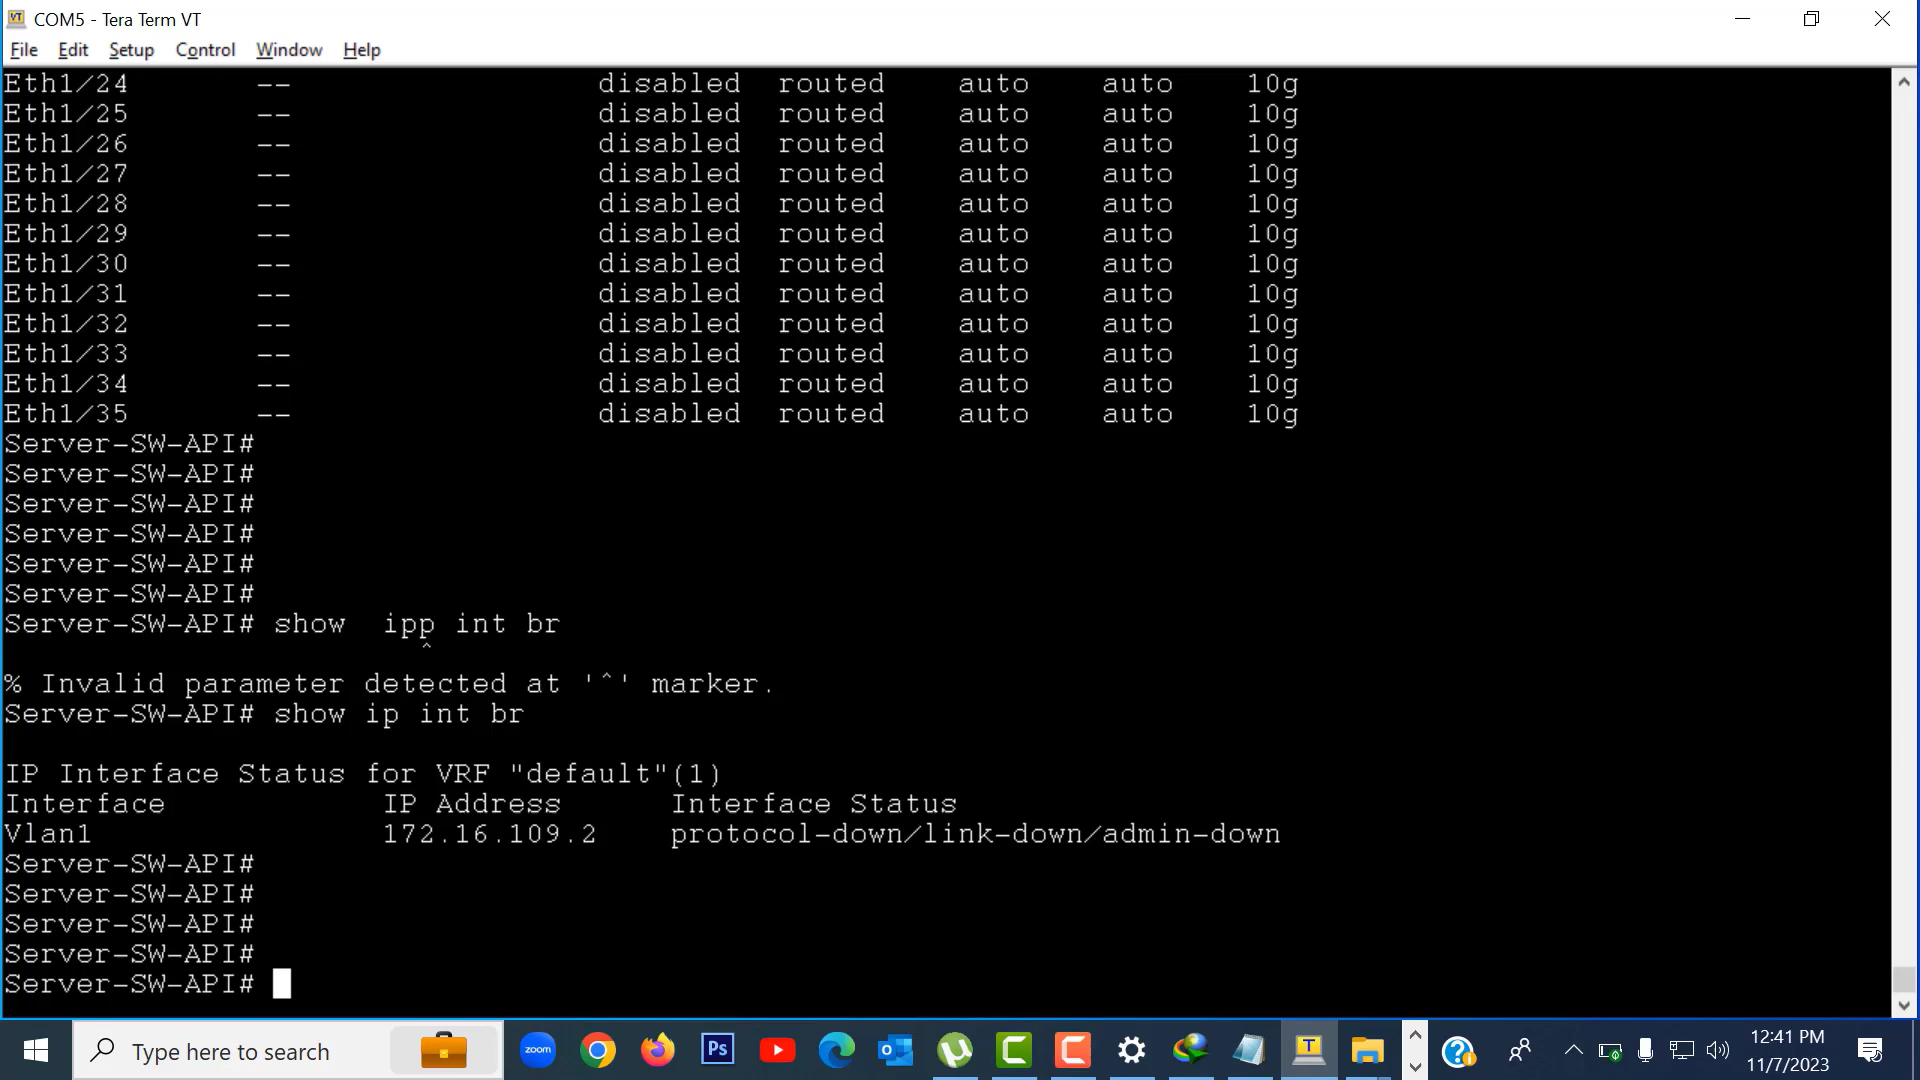 COM5 - Tera Term VT
File Edit Setup Control Window Help
Eth1/24 -- disabled routed auto auto 10g
Eth1/25 -- disabled routed auto auto 10g
Eth1/26 -- disabled routed auto auto 10g
Eth1/27 -- disabled routed auto auto 10g
Eth1/28 -- disabled routed auto auto 10g
Eth1/29 -- disabled routed auto auto 10g
Eth1/30 -- disabled routed auto auto 10g
Eth1/31 -- disabled routed auto auto 10g
Eth1/32 -- disabled routed auto auto 10g
Eth1/33 -- disabled routed auto auto 10g
Eth1/34 -- disabled routed auto auto 10g
Eth1/35 -- disabled routed auto auto 10g
Server-SW-API#
Server-SW-API#
Server-SW-API#
Server-SW-API#
Server-SW-API#
Server-SW-API#
Server-SW-API# show  ipp int br
^
% Invalid parameter detected at '^' marker.
Server-SW-API# show ip int br
IP Interface Status for VRF "default"(1)
Interface IP Address Interface Status
Vlan1 172.16.109.2 protocol-down/link-down/admin-down
Server-SW-API#
Server-SW-API#
Server-SW-API#
Server-SW-API#
Server-SW-API#
Type here to search
zoom
Ps
12:41 PM
11/7/2023